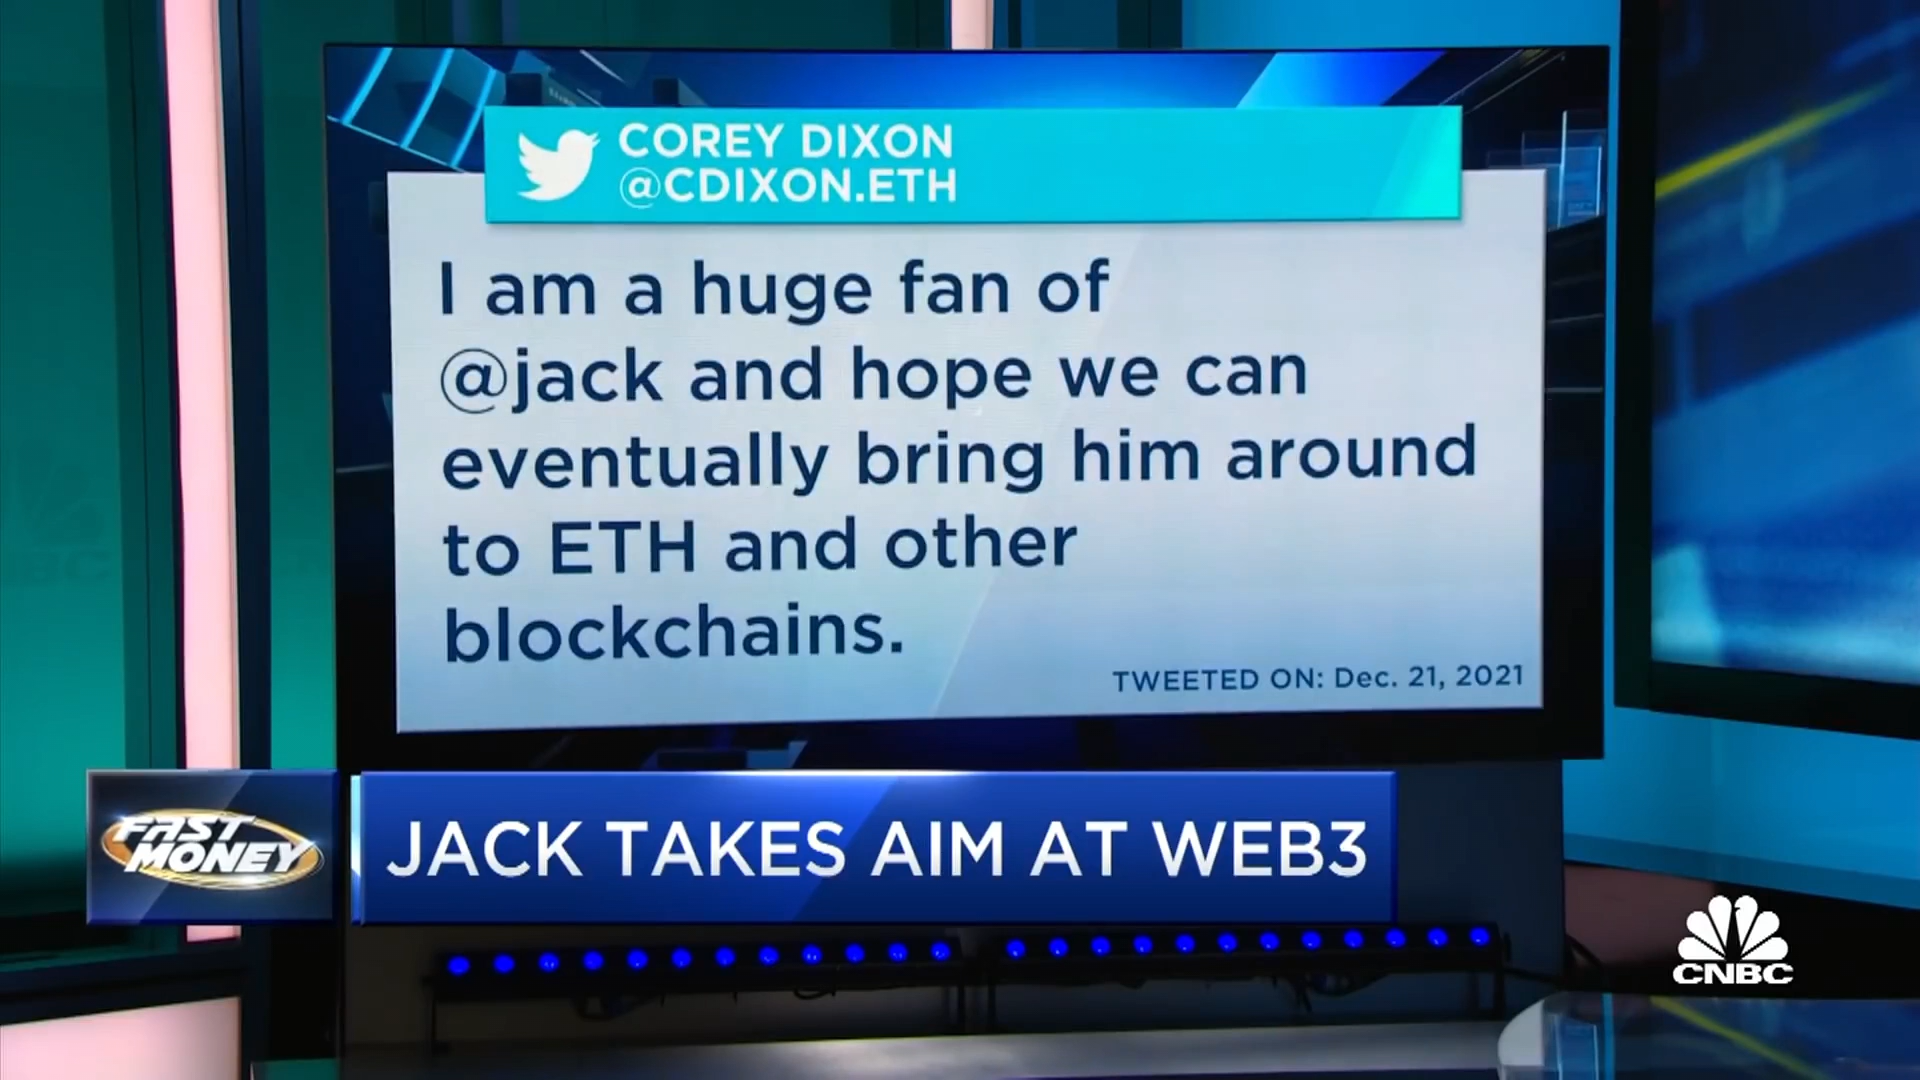 COREY DIXON
@CDIXON.ETH
I am a huge fan of
@jack and hope we can
eventually bring him around
to ETH and other
blockchains.
TWEETED ON: Dec. 21, 2021
FAST
MONEY
JACK TAKES AIM AT WEB3
CNBC